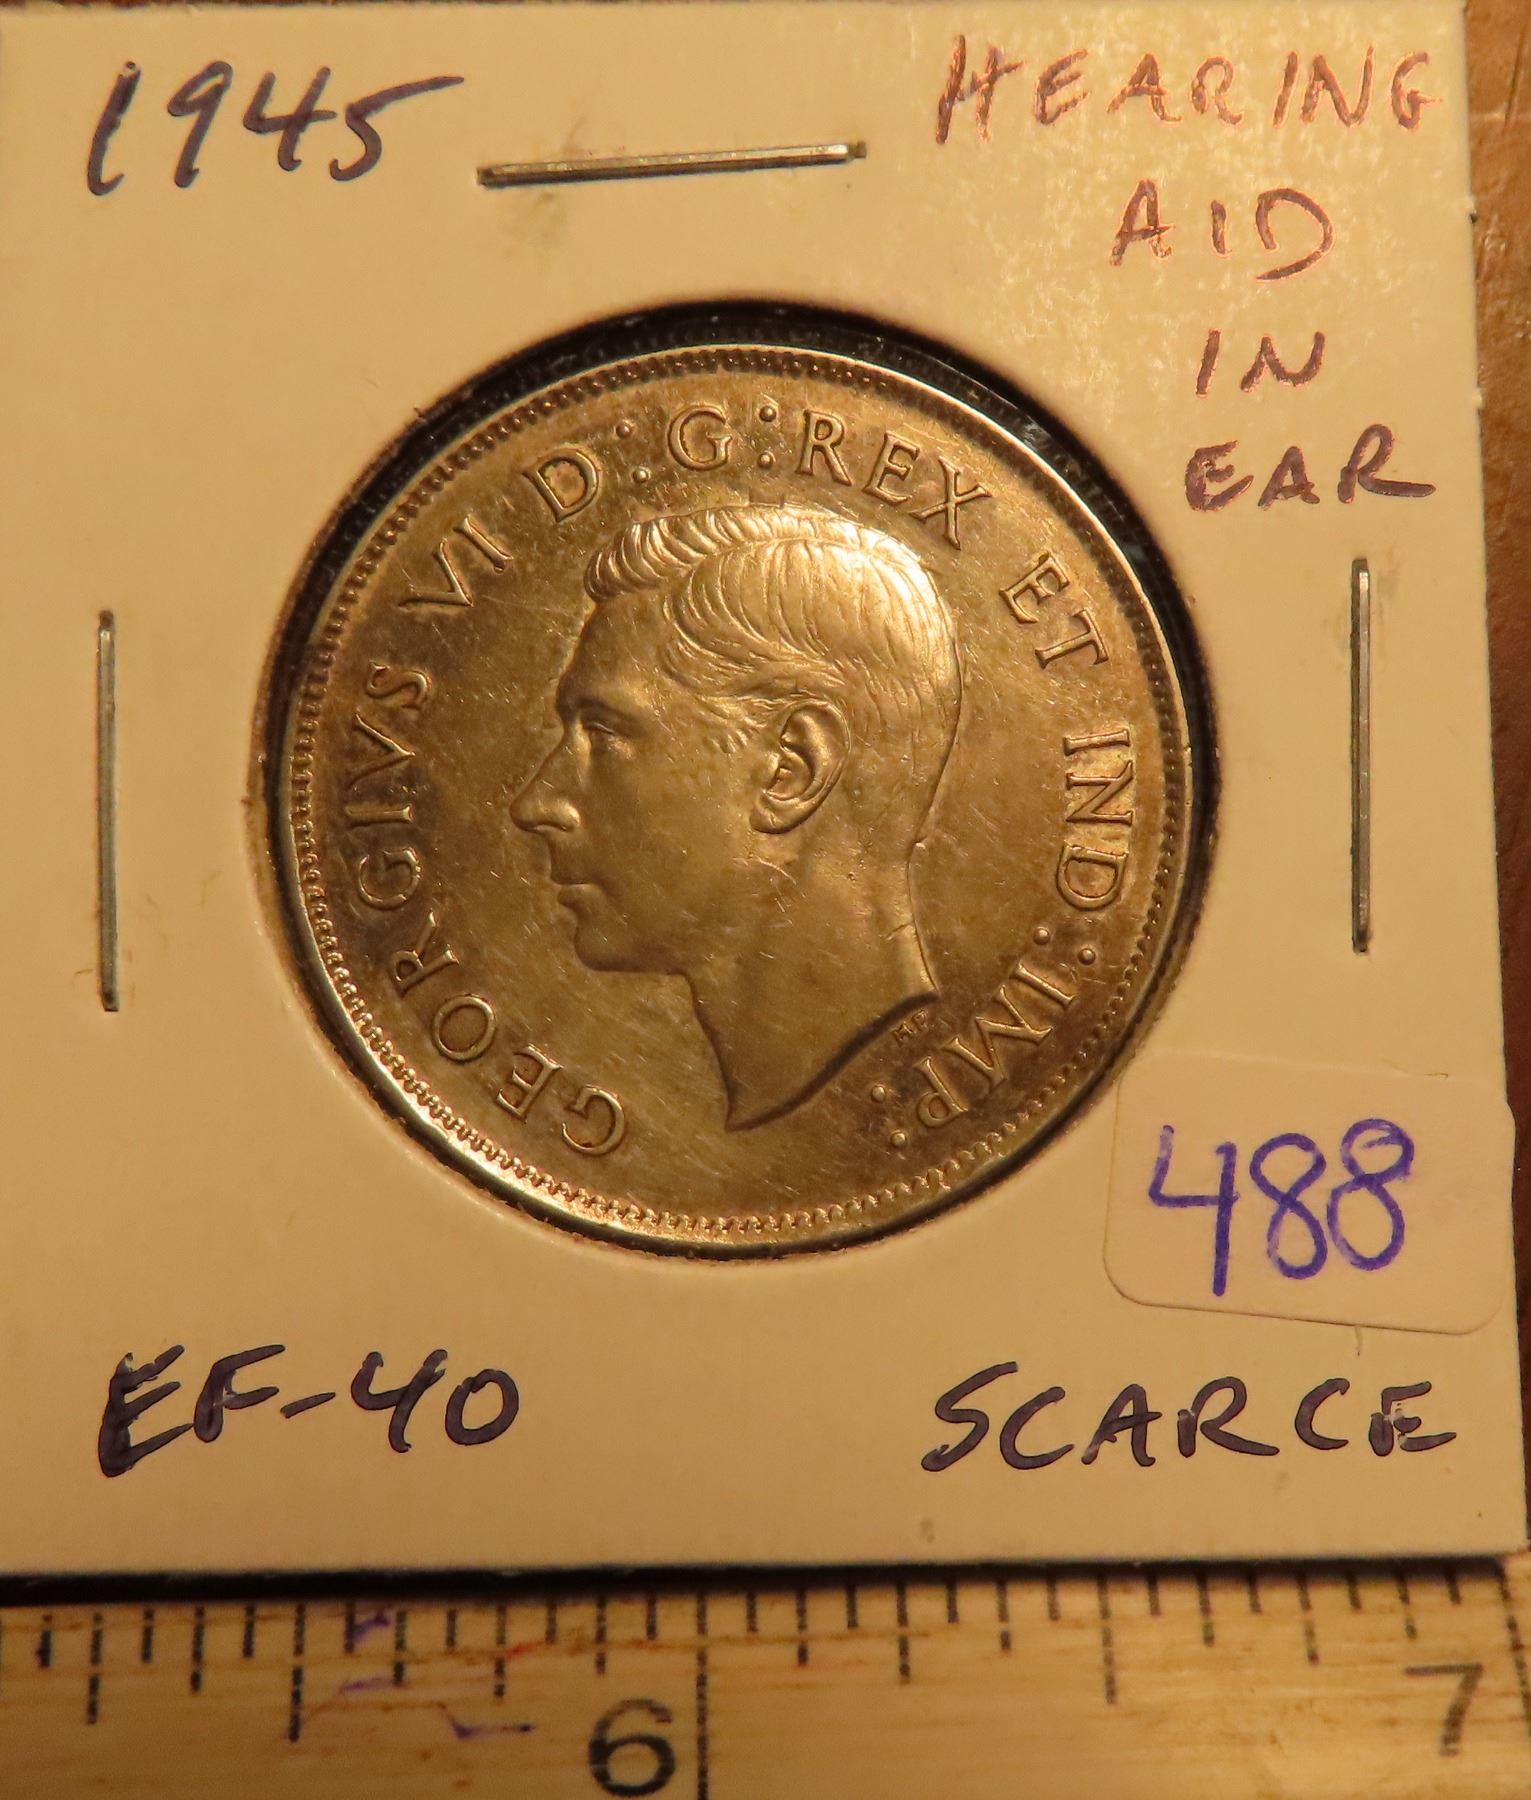 1945
HEARING
AID
IN
EAR
GEORGIVS VI D:G:REX ET IND:IMP:
HP
488
EF-40
SCARCE
6
7